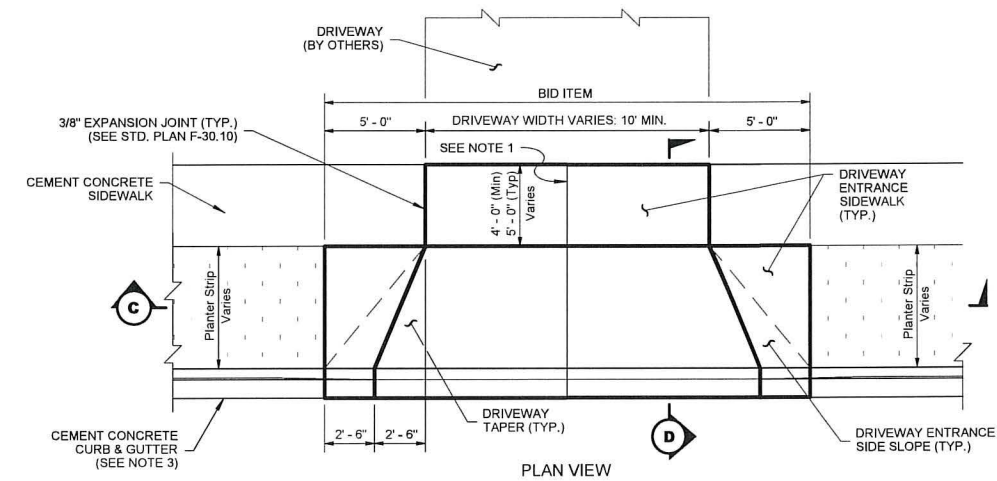 DRIVEWAY
(BY OTHERS)
BID ITEM
3/8" EXPANSION JOINT (TYP.)
(SEE STD. PLAN F-30.10)
5' - 0"
DRIVEWAY WIDTH VARIES: 10' MIN.
5' - 0"
SEE NOTE 1
CEMENT CONCRETE
SIDEWALK
4' - 0" (Min)
5' - 0" (Typ)
Varies
DRIVEWAY
ENTRANCE
SIDEWALK
(TYP.)
C
Planter Strip
Varies
Planter Strip
Varies
CEMENT CONCRETE
CURB & GUTTER
(SEE NOTE 3)
2' - 6"
2' - 6"
DRIVEWAY
TAPER (TYP.)
D
DRIVEWAY ENTRANCE
SIDE SLOPE (TYP.)
PLAN VIEW